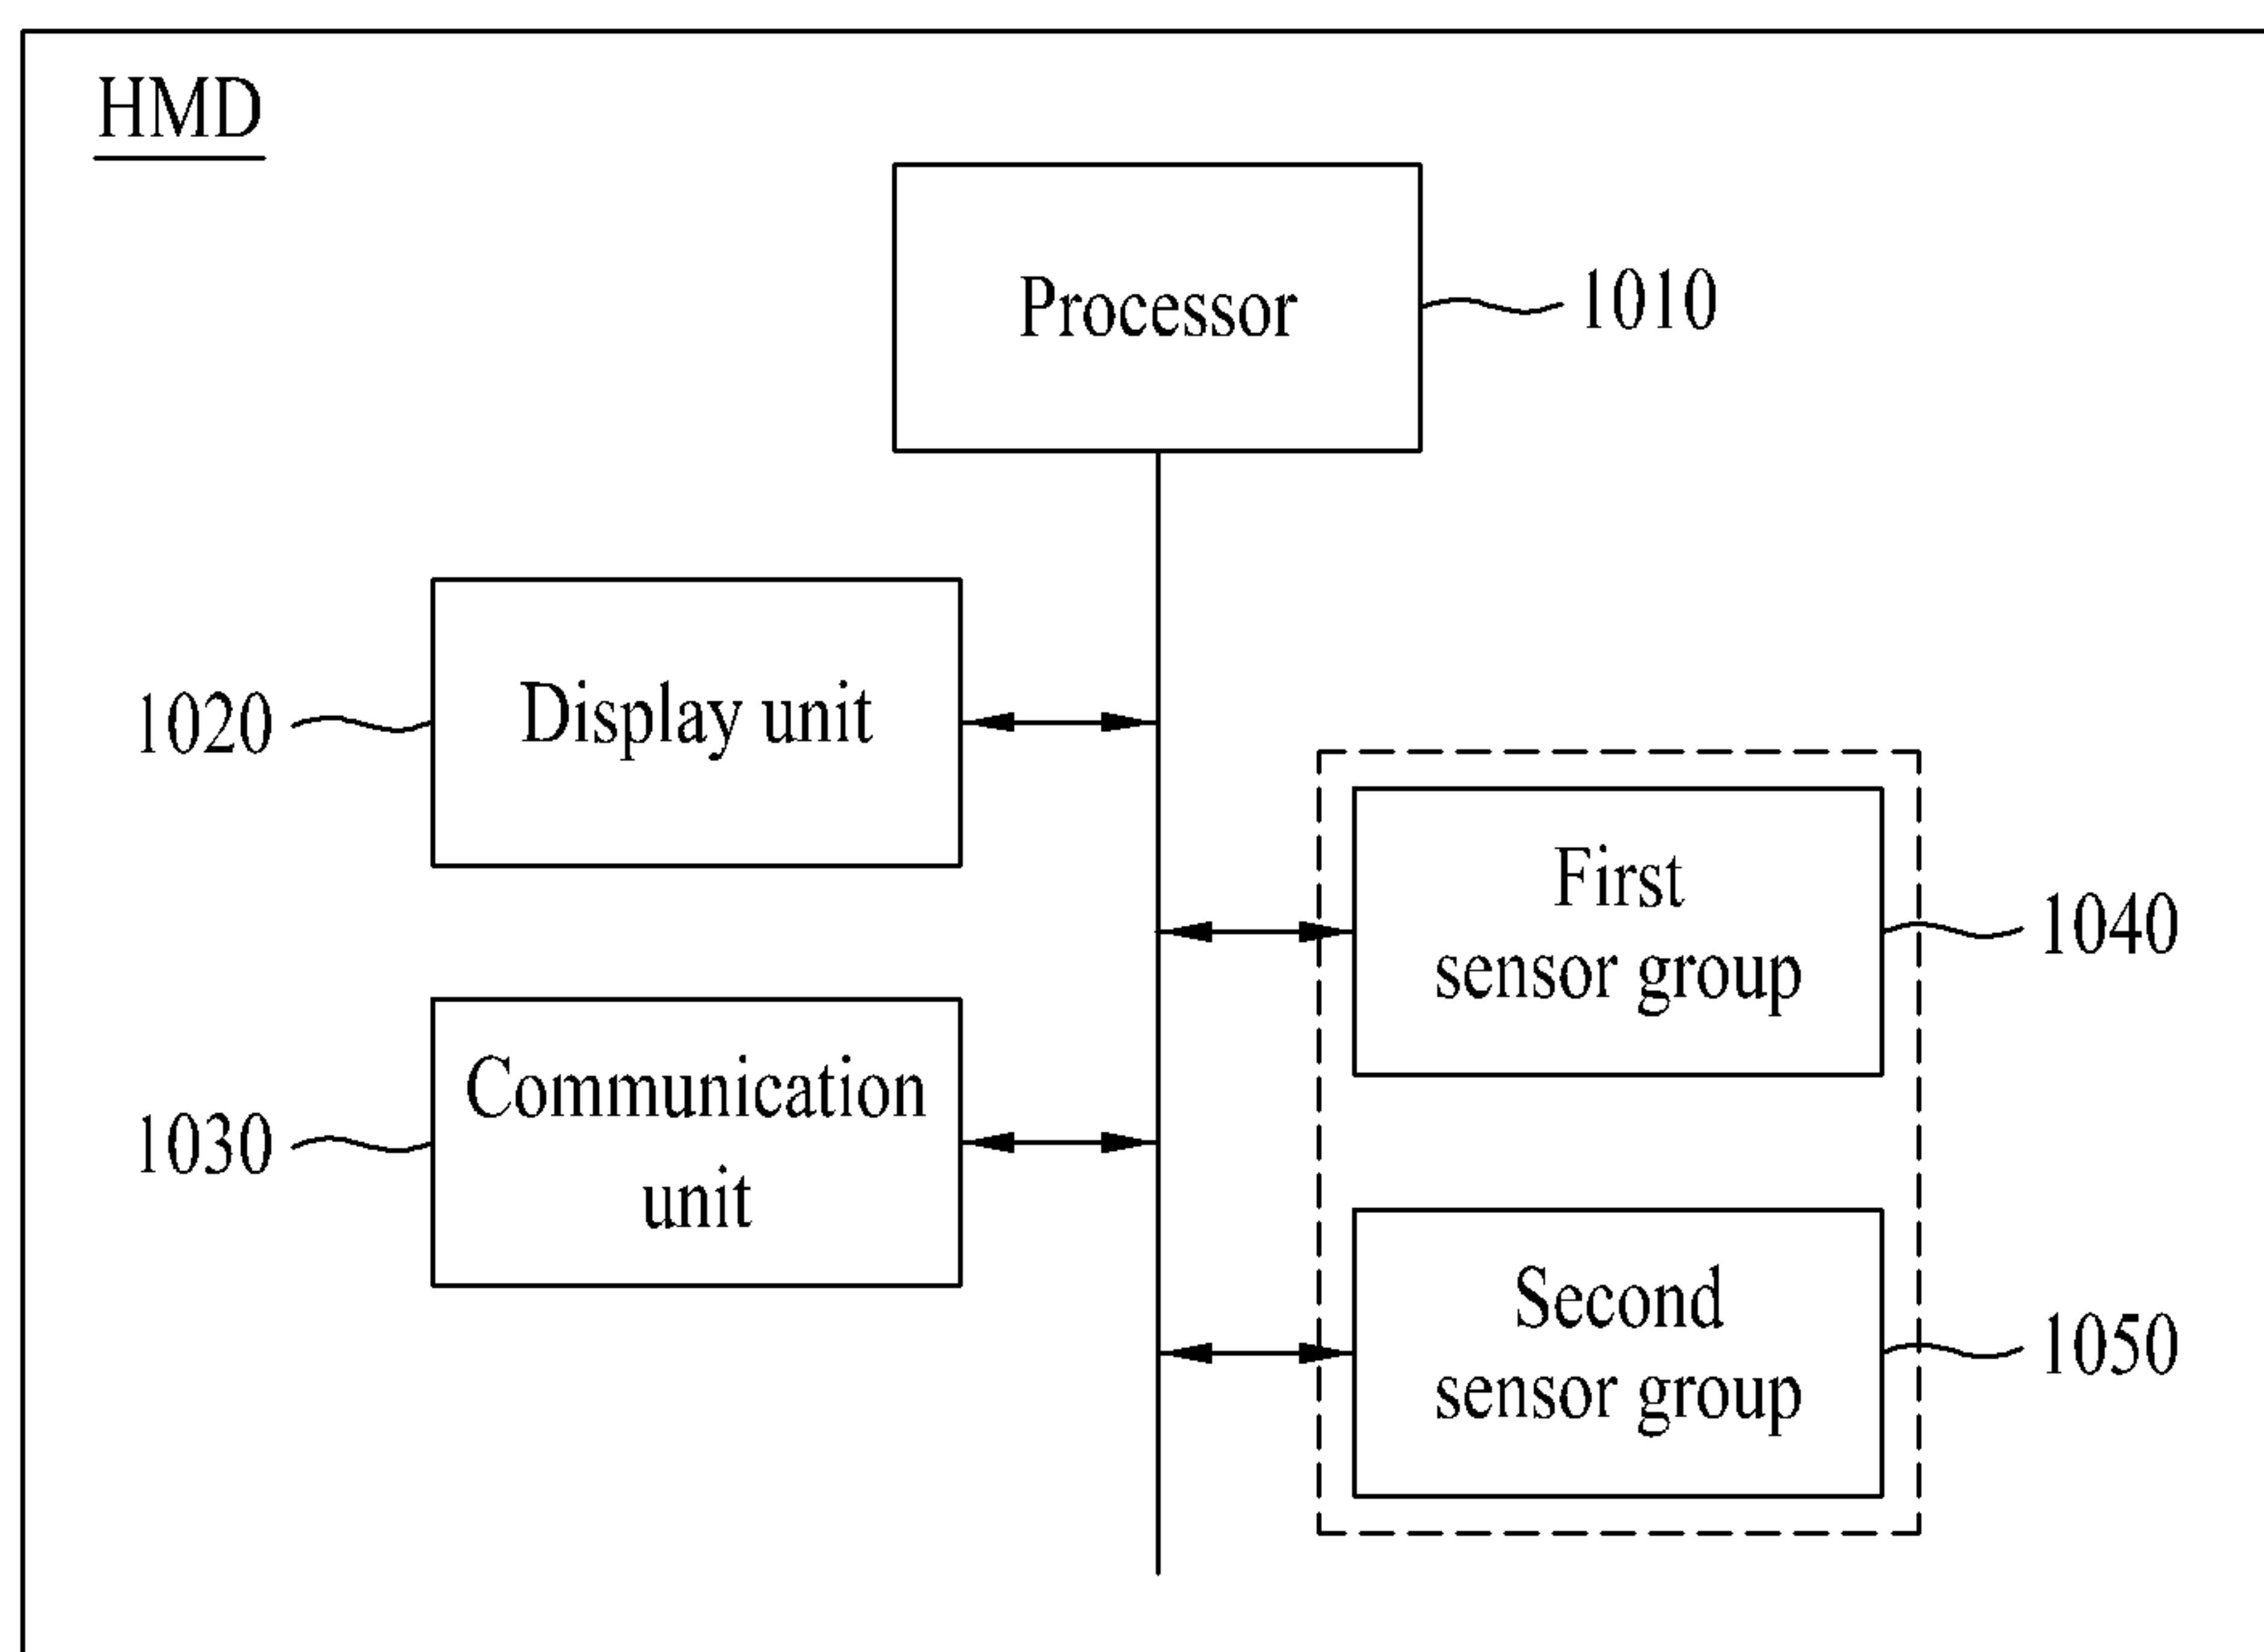 HMD
Processor
1010
1020
Display unit
First
sensor group
1040
1030
Communication
unit
Second
sensor group
1050